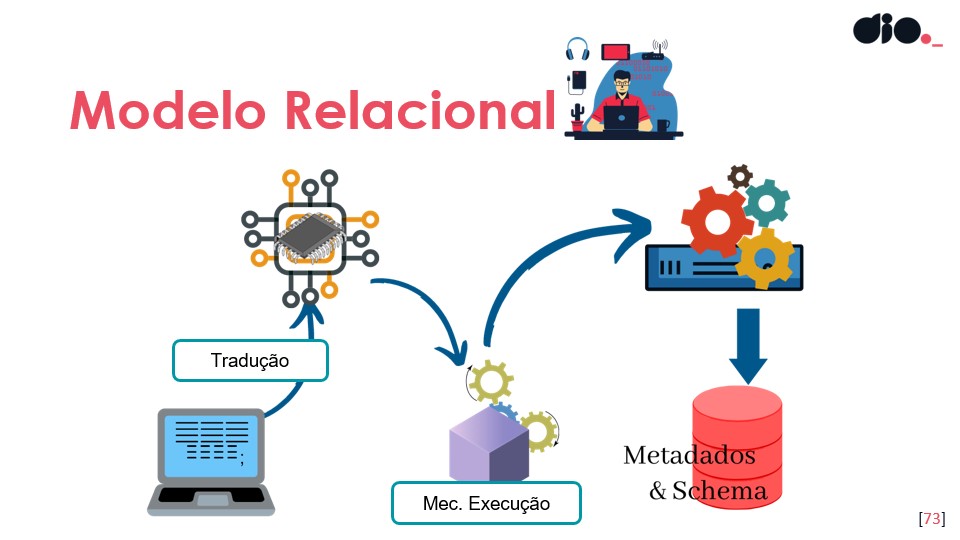 dio._
Modelo Relacional
Tradução
;
Mec. Execução
Metadados
& Schema
[73]